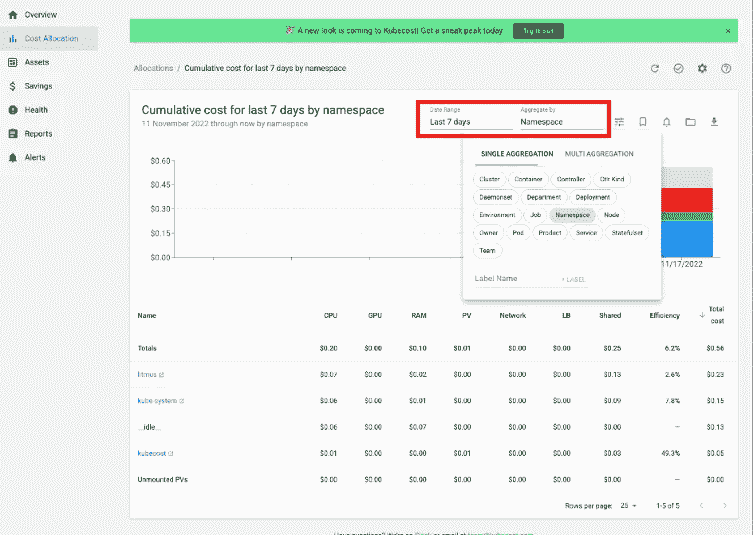 Overview
A new look is coming to Kubecost! Get a sneak peak today
Try it out
Cost Allocation
Assets
Savings
Health
Reports
Alerts
Allocations / Cumulative cost for last 7 days by namespace
Cumulative cost for last 7 days by namespace
11 November 2022 through now by namespace
Date Range
Last 7 days
Aggregate by
Namespace
SINGLE AGGREGATION MULTI AGGREGATION
Cluster Container Controller Ctlr Kind
Daemonset Department Deployment
Environment Job Namespace Node
Owner Pod Product Service Statefulset
Team
Label Name + LABEL
$0.60
$0.45
$0.30
$0.15
$0.00
11/17/2022
Name CPU GPU RAM PV Network LB Shared Efficiency Total cost
Totals $0.20 $0.00 $0.10 $0.01 $0.00 $0.00 $0.25 6.2% $0.56
litmus $0.07 $0.00 $0.02 $0.00 $0.00 $0.00 $0.13 2.6% $0.23
kube-system $0.06 $0.00 $0.01 $0.00 $0.00 $0.00 $0.09 7.8% $0.15
__idle__ $0.06 $0.00 $0.07 $0.00 $0.00 $0.00 $0.00 – $0.13
kubecost $0.01 $0.00 $0.00 $0.01 $0.00 $0.00 $0.03 49.3% $0.05
Unmounted PVs $0.00 $0.00 $0.00 $0.00 $0.00 $0.00 $0.00 – $0.00
Rows per page: 25 1-5 of 5